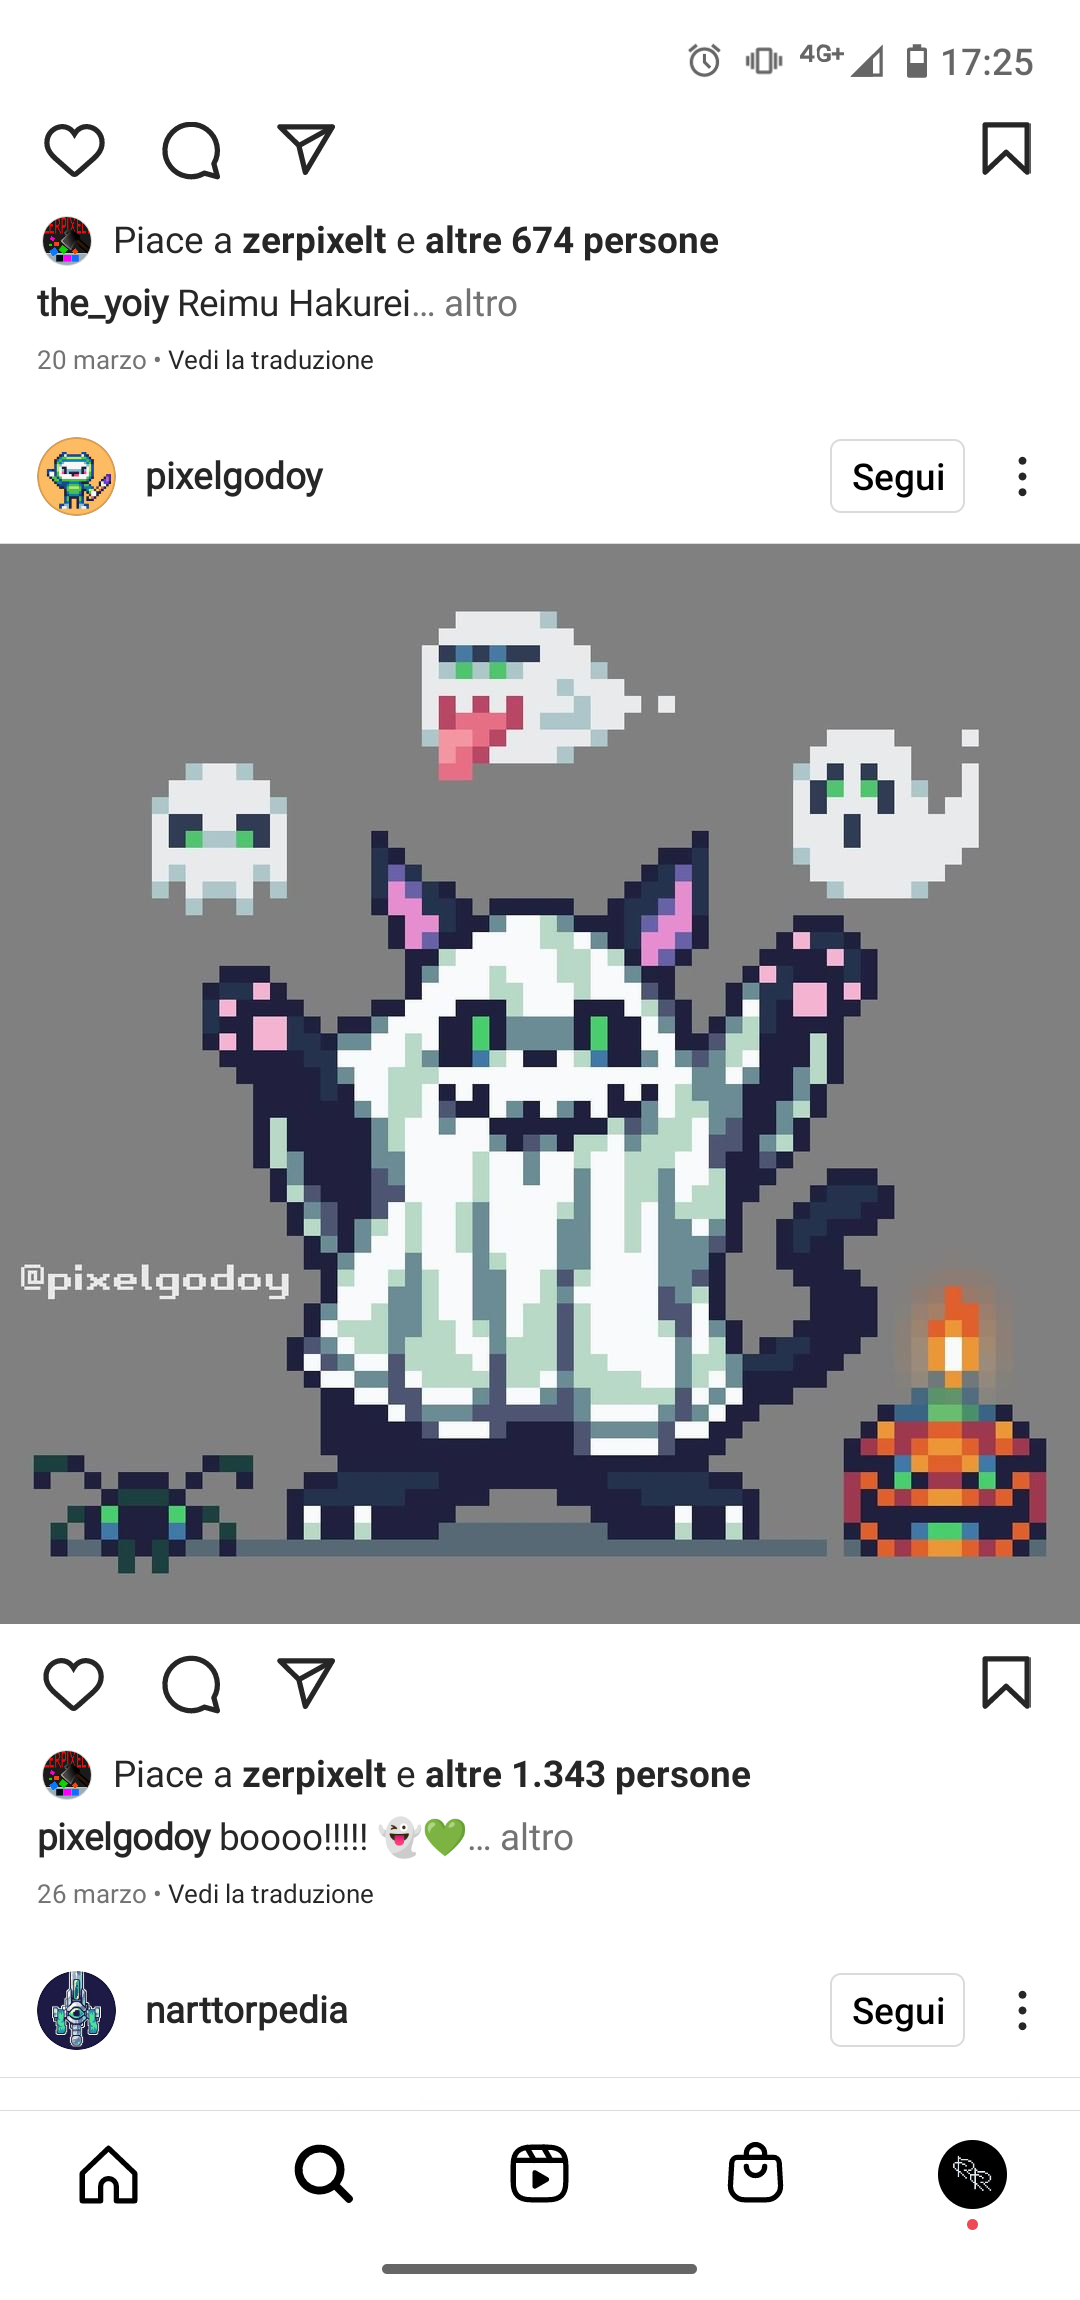 4G+ 17:25
Piace a zerpixelt e altre 674 persone
the_yoiy Reimu Hakurei... altro
20 marzo • Vedi la traduzione
pixelgodoy Segui
@pixelgodoy
Piace a zerpixelt e altre 1.343 persone
pixelgodoy boooo!!!!! 👻💚... altro
26 marzo • Vedi la traduzione
narttorpedia Segui